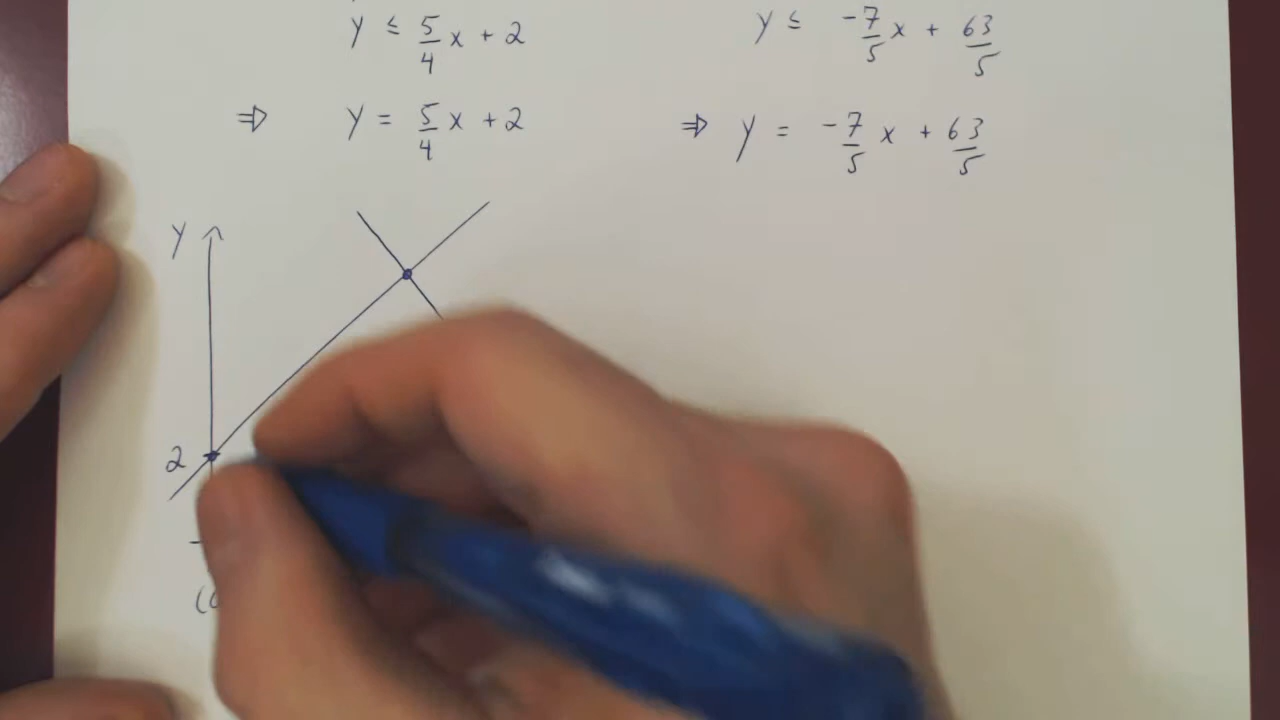 y ≤ 5/4 x + 2
y ≤ -7/5 x + 63/5
⇒ y = 5/4 x + 2
⇒ y = -7/5 x + 63/5
y
2